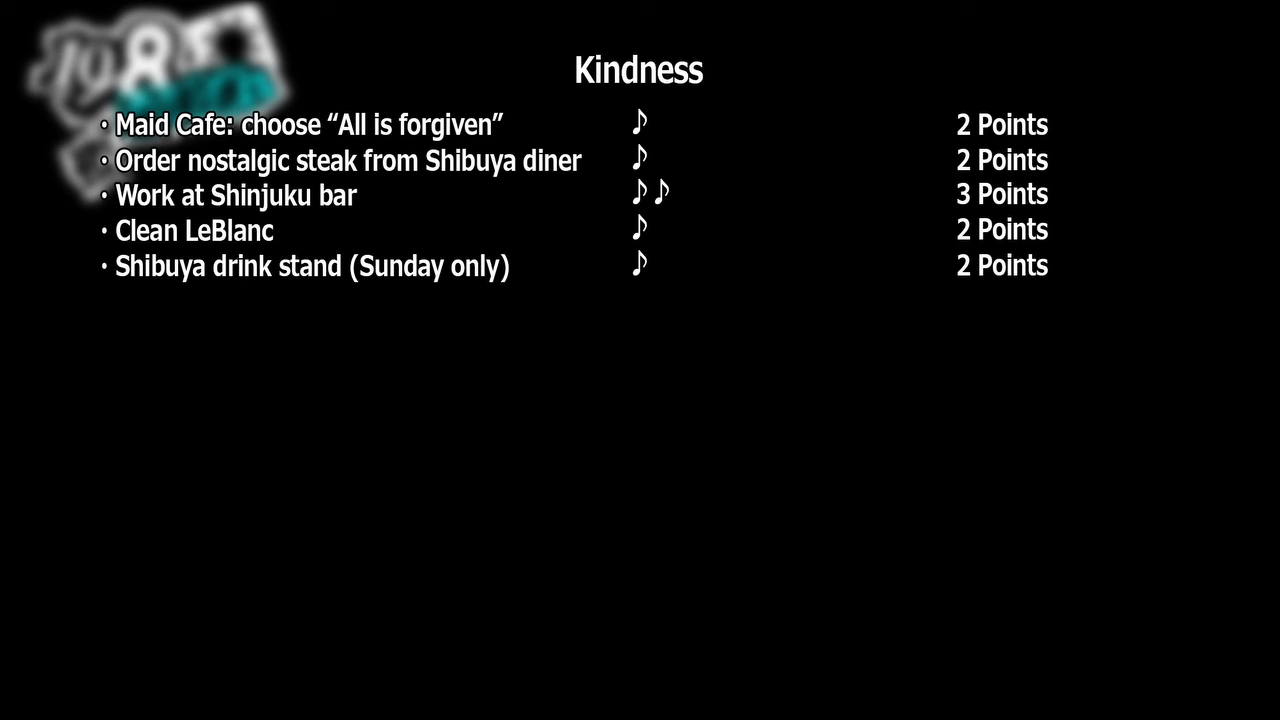 Kindness
· Maid Cafe: choose “All is forgiven” ♪ 2 Points
· Order nostalgic steak from Shibuya diner ♪ 2 Points
· Work at Shinjuku bar ♪♪ 3 Points
· Clean LeBlanc ♪ 2 Points
· Shibuya drink stand (Sunday only) ♪ 2 Points